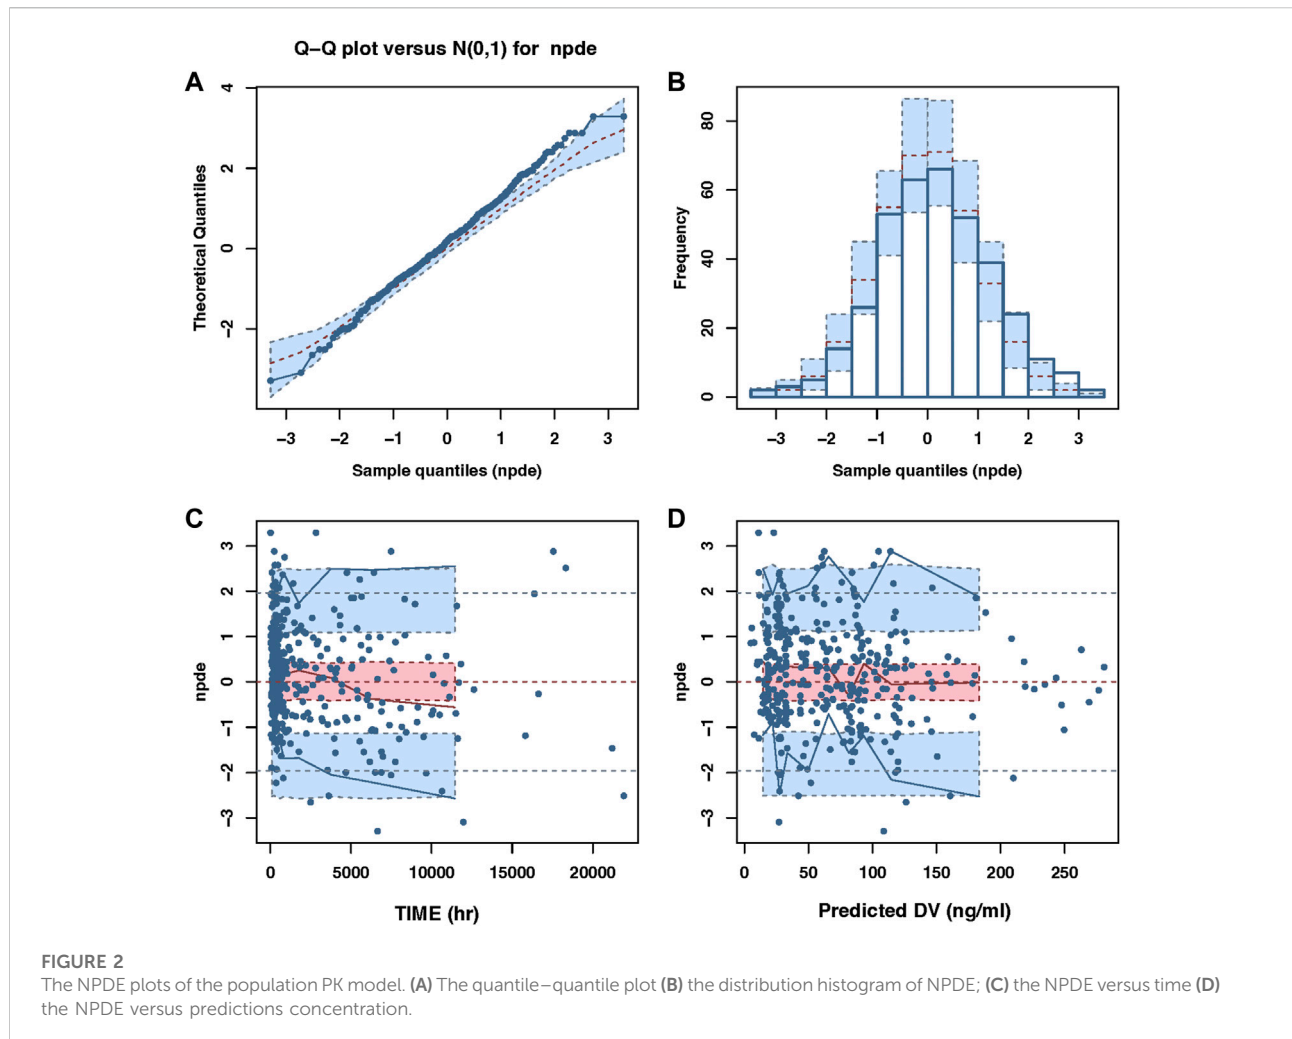 Q–Q plot versus N(0,1) for npde
A
Theoretical Quantiles
4
2
0
−2
−3 −2 −1 0 1 2 3
Sample quantiles (npde)
B
Frequency
80
60
40
20
0
−3 −2 −1 0 1 2 3
Sample quantiles (npde)
C
npde
3
2
1
0
−1
−2
−3
0 5000 10000 15000 20000
TIME (hr)
D
npde
3
2
1
0
−1
−2
−3
0 50 100 150 200 250
Predicted DV (ng/ml)
FIGURE 2
The NPDE plots of the population PK model. (A) The quantile–quantile plot (B) the distribution histogram of NPDE; (C) the NPDE versus time (D)
the NPDE versus predictions concentration.